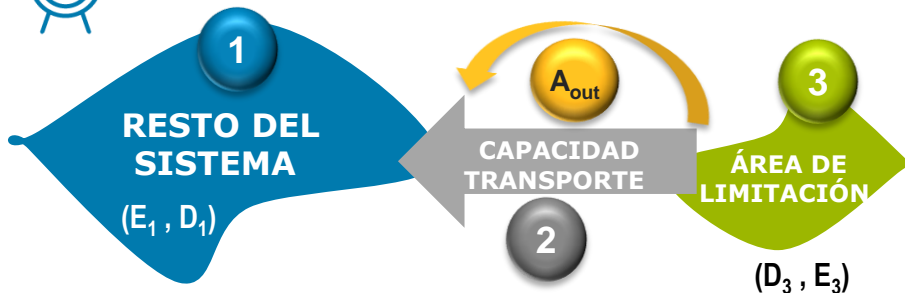 1
RESTO DEL
SISTEMA
(E₁ , D₁)
Aout
CAPACIDAD
TRANSPORTE
2
3
ÁREA DE
LIMITACIÓN
(D₃ , E₃)